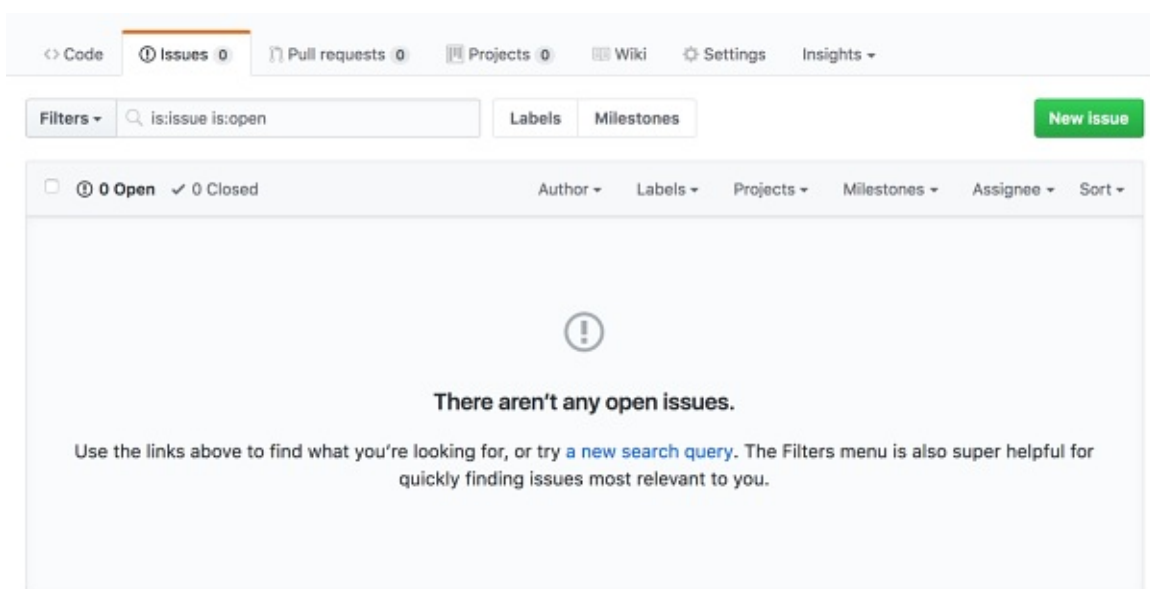 <> Code Issues 0 Pull requests 0 Projects 0 Wiki Settings Insights
Filters is:issue is:open Labels Milestones New issue
0 Open ✓ 0 Closed Author Labels Projects Milestones Assignee Sort
There aren't any open issues.
Use the links above to find what you're looking for, or try a new search query. The Filters menu is also super helpful for
quickly finding issues most relevant to you.